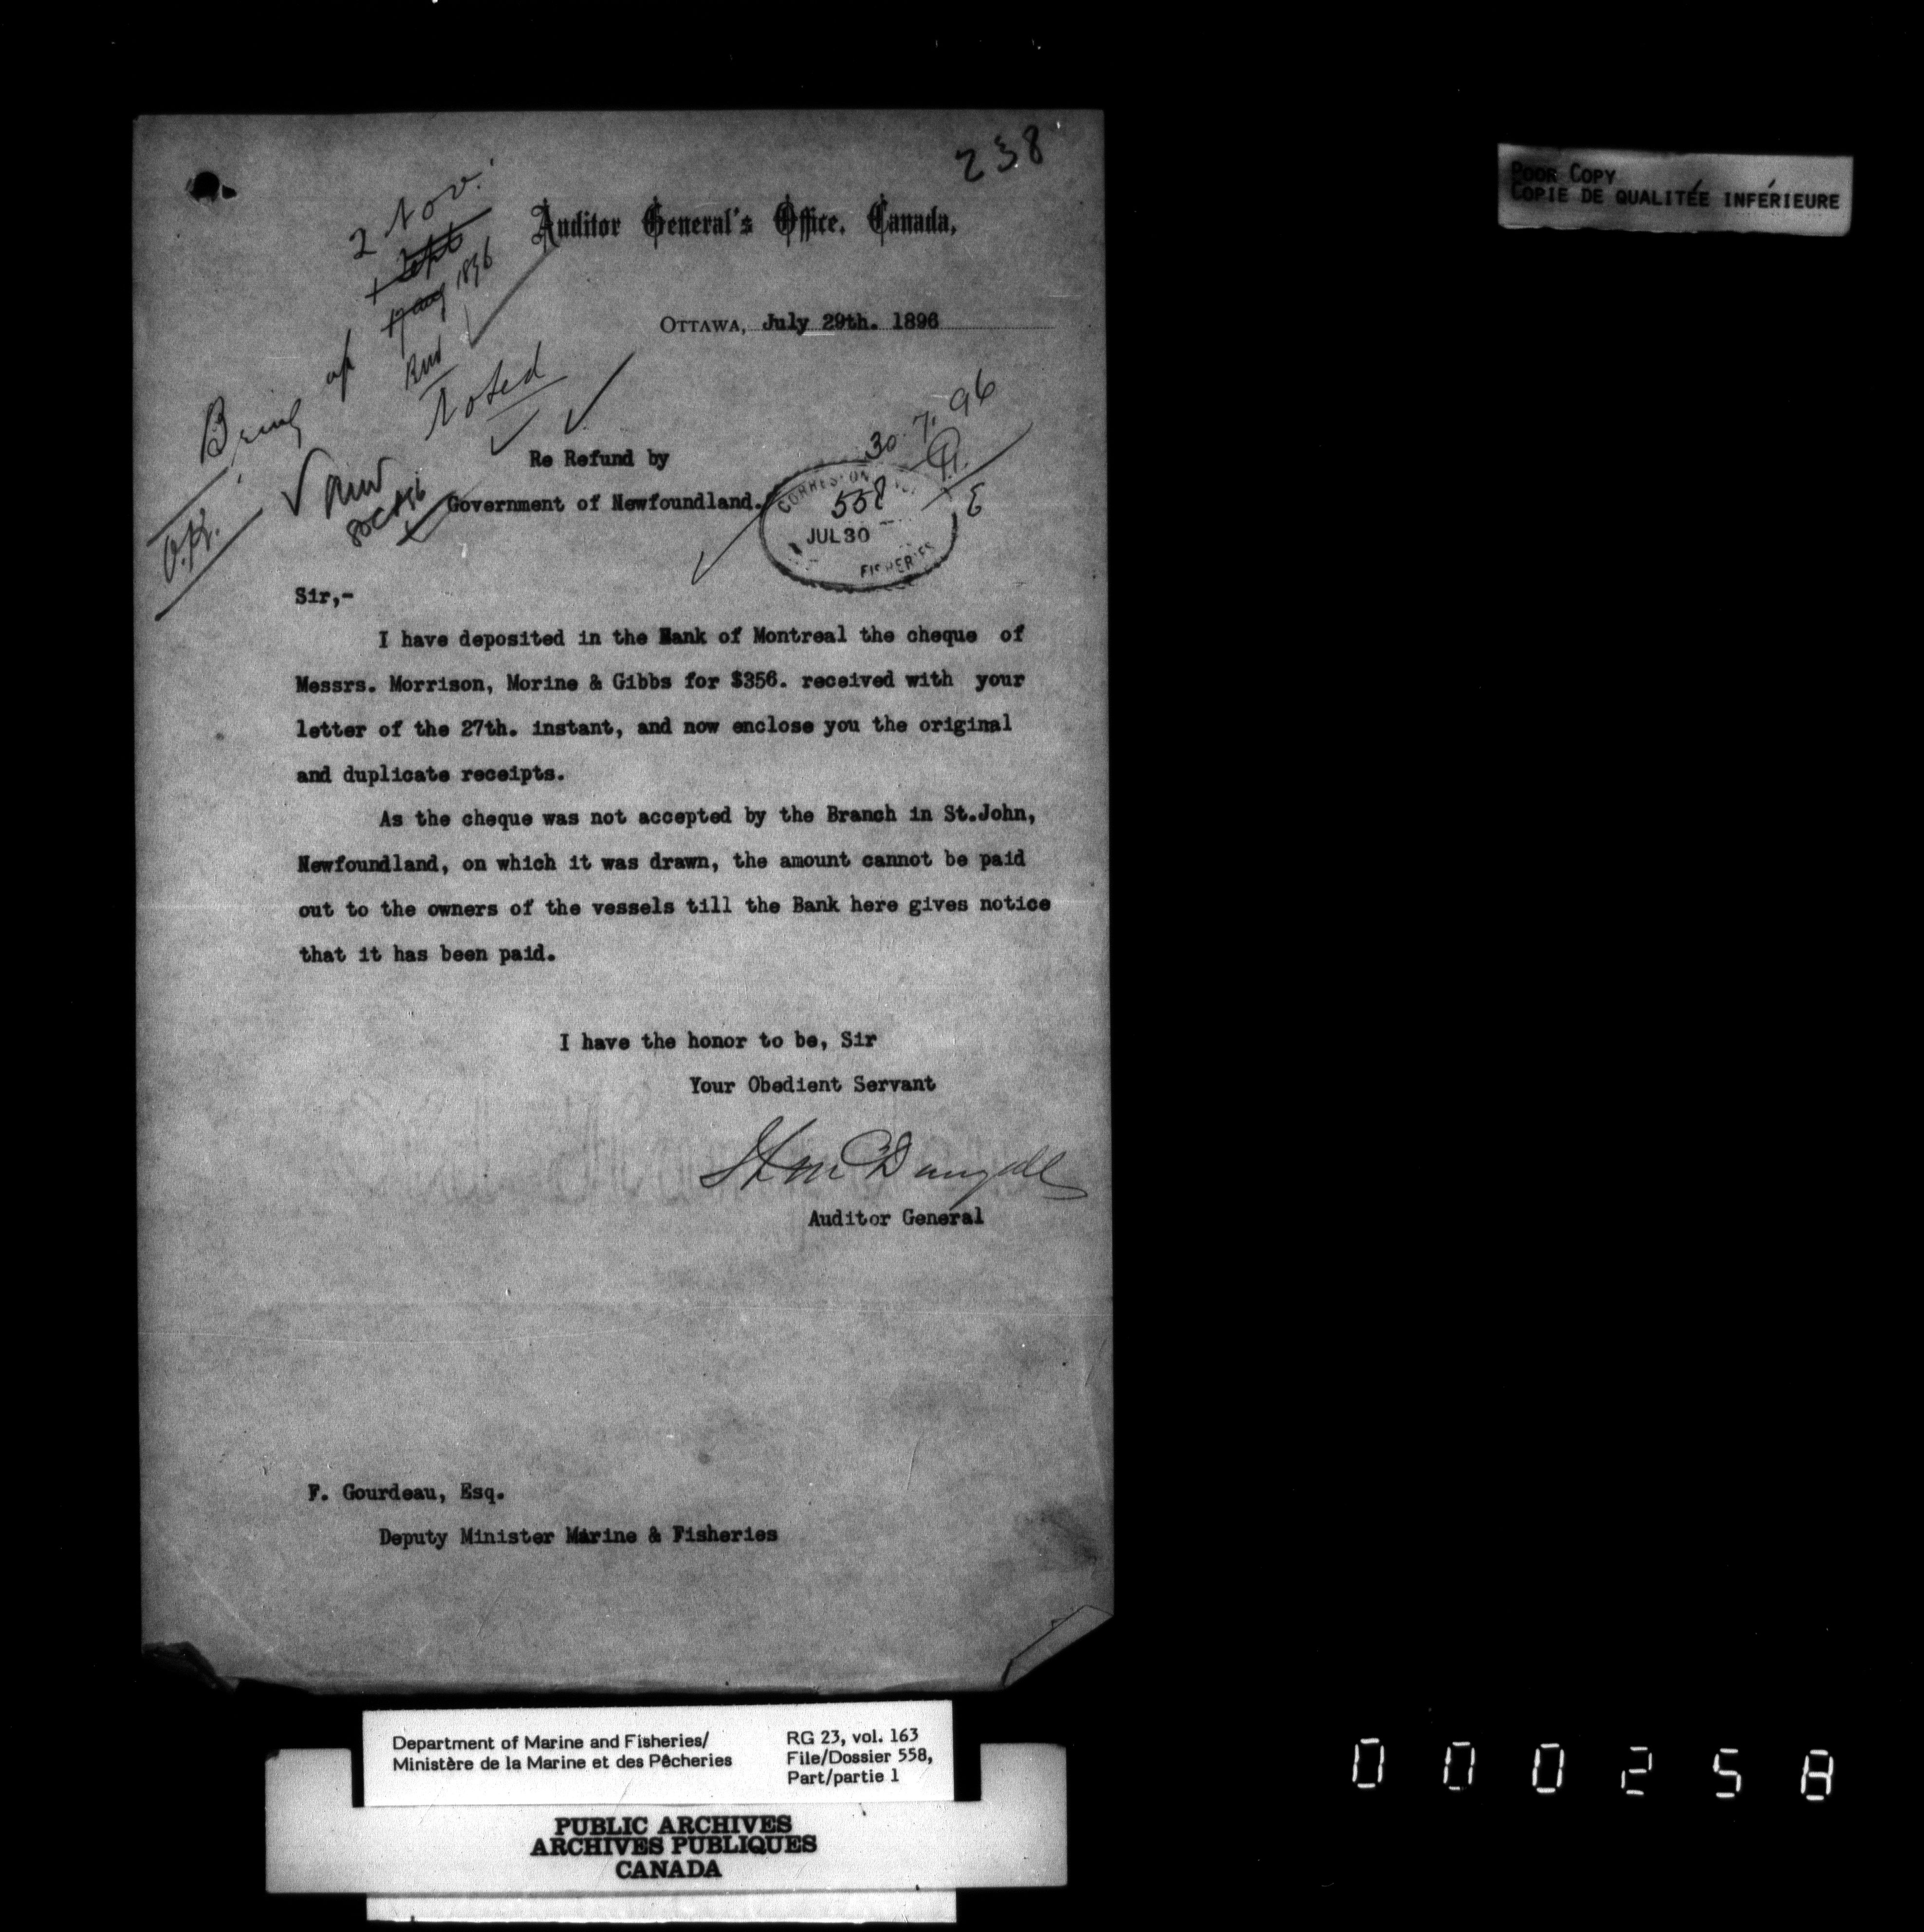 238
POOR COPY
COPIE DE QUALITÉE INFÉRIEURE
Auditor General's Office, Canada,
2 Nov.
Sept
17 Aug 1896
OTTAWA, July 29th. 1896
Bring up
Noted
30.7.96
O.K.
8 Oct 96
Re Refund by
Government of Newfoundland.
558
JUL 30
FISHERIES
Sir,-
I have deposited in the Bank of Montreal the cheque of
Messrs. Morrison, Morine & Gibbs for $356. received with your
letter of the 27th. instant, and now enclose you the original
and duplicate receipts.
As the cheque was not accepted by the Branch in St.John,
Newfoundland, on which it was drawn, the amount cannot be paid
out to the owners of the vessels till the Bank here gives notice
that it has been paid.
I have the honor to be, Sir
Your Obedient Servant
Auditor General
F. Gourdeau, Esq.
Deputy Minister Marine & Fisheries
Department of Marine and Fisheries/
Ministère de la Marine et des Pêcheries
RG 23, vol. 163
File/Dossier 558,
Part/partie 1
PUBLIC ARCHIVES
ARCHIVES PUBLIQUES
CANADA
000258